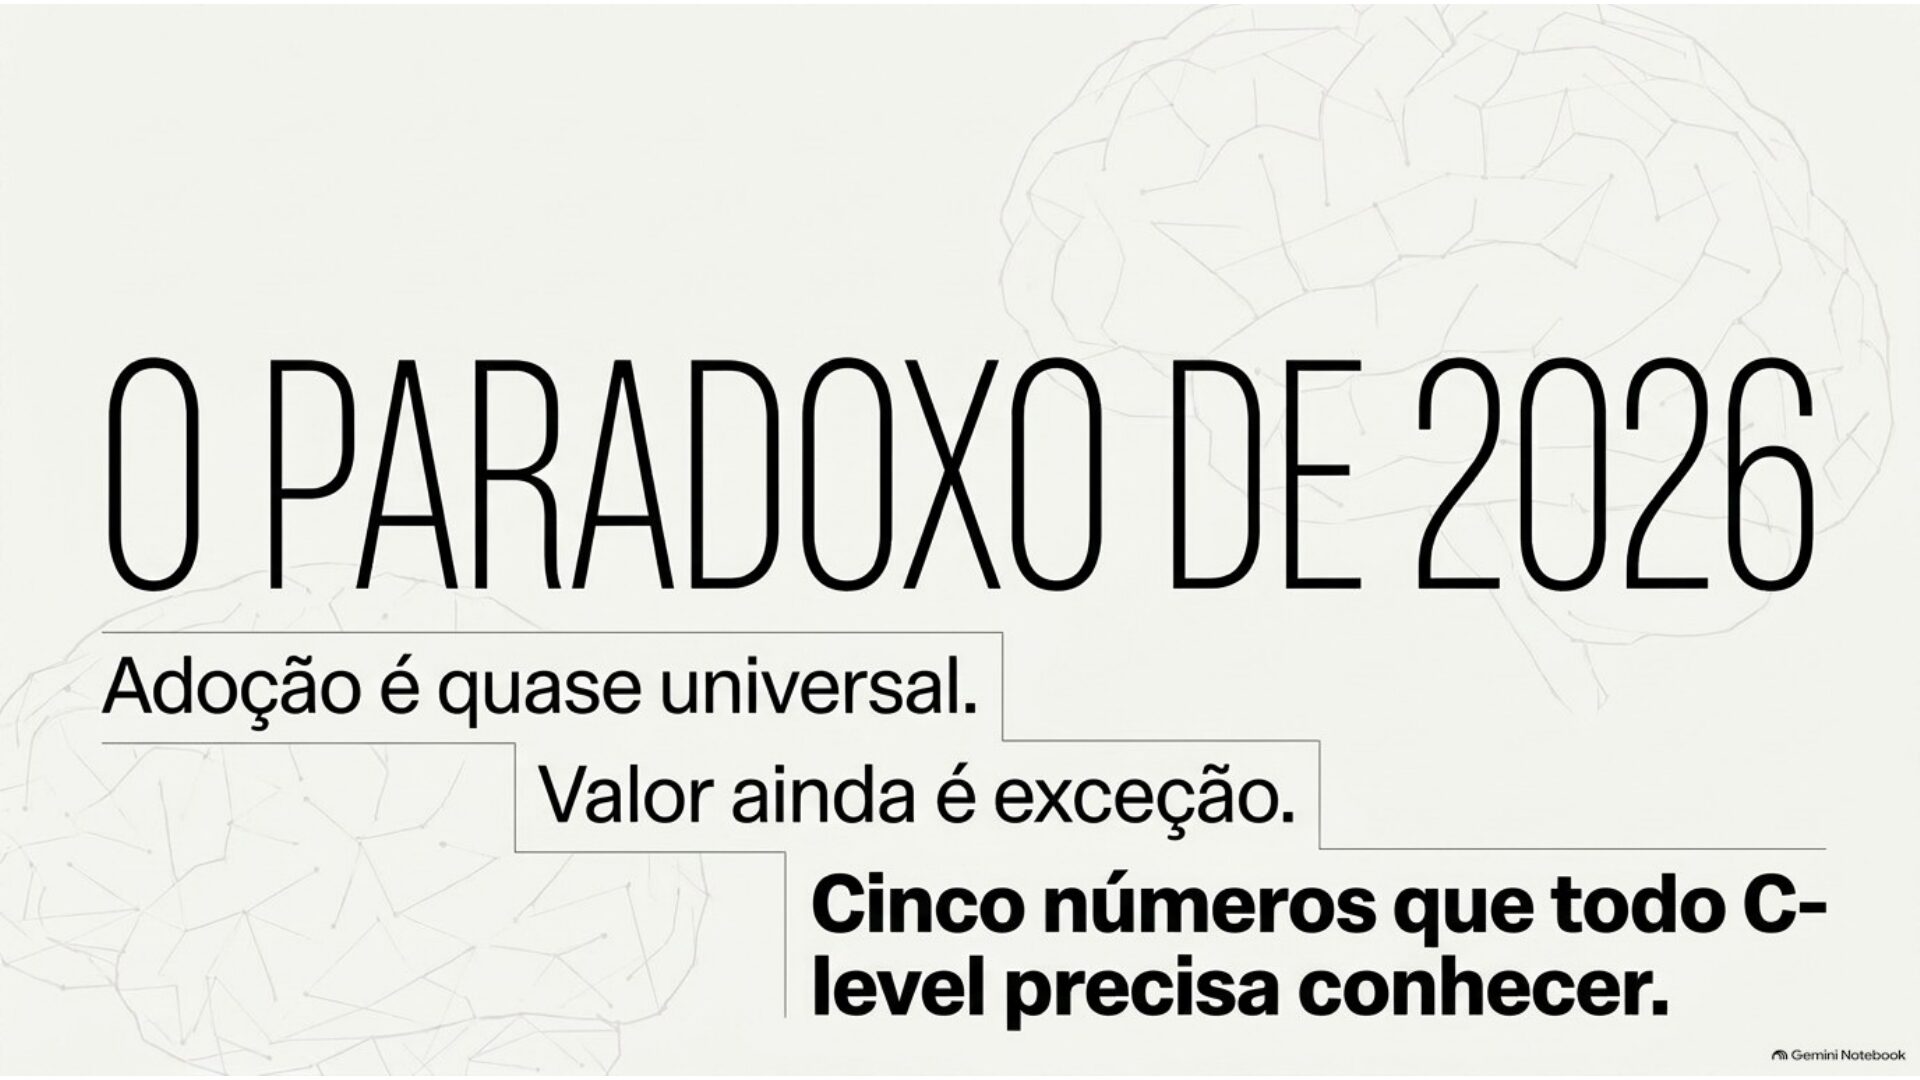 O PARADOXO DE 2026
Adoção é quase universal.
Valor ainda é exceção.
Cinco números que todo C-
level precisa conhecer.
Gemini Notebook